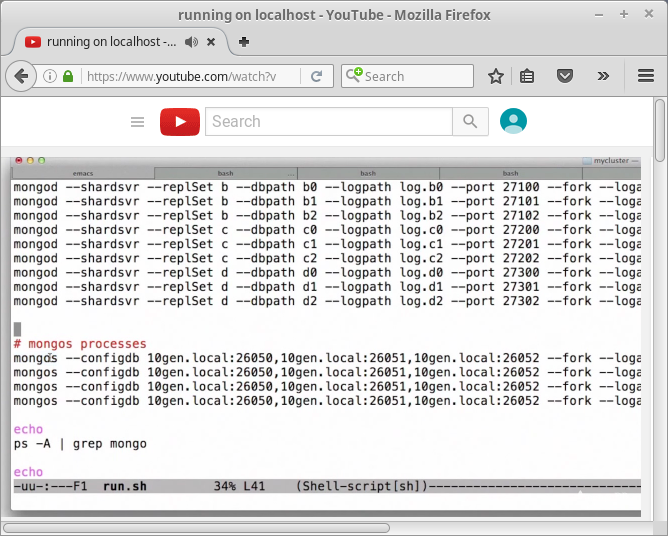 running on localhost - YouTube - Mozilla Firefox
running on localhost -...
https://www.youtube.com/watch?v
Search
Search
mycluster —
emacs
bash
...
bash
bash
mongod --shardsvr --replSet b --dbpath b0 --logpath log.b0 --port 27100 --fork --loga
mongod --shardsvr --replSet b --dbpath b1 --logpath log.b1 --port 27101 --fork --loga
mongod --shardsvr --replSet b --dbpath b2 --logpath log.b2 --port 27102 --fork --loga
mongod --shardsvr --replSet c --dbpath c0 --logpath log.c0 --port 27200 --fork --loga
mongod --shardsvr --replSet c --dbpath c1 --logpath log.c1 --port 27201 --fork --loga
mongod --shardsvr --replSet c --dbpath c2 --logpath log.c2 --port 27202 --fork --loga
mongod --shardsvr --replSet d --dbpath d0 --logpath log.d0 --port 27300 --fork --loga
mongod --shardsvr --replSet d --dbpath d1 --logpath log.d1 --port 27301 --fork --loga
mongod --shardsvr --replSet d --dbpath d2 --logpath log.d2 --port 27302 --fork --loga
# mongos processes
mongos --configdb 10gen.local:26050,10gen.local:26051,10gen.local:26052 --fork --loga
mongos --configdb 10gen.local:26050,10gen.local:26051,10gen.local:26052 --fork --loga
mongos --configdb 10gen.local:26050,10gen.local:26051,10gen.local:26052 --fork --loga
mongos --configdb 10gen.local:26050,10gen.local:26051,10gen.local:26052 --fork --loga
echo
ps -A | grep mongo
echo
-uu-:---F1 run.sh 34% L41 (Shell-script[sh])------------------------------